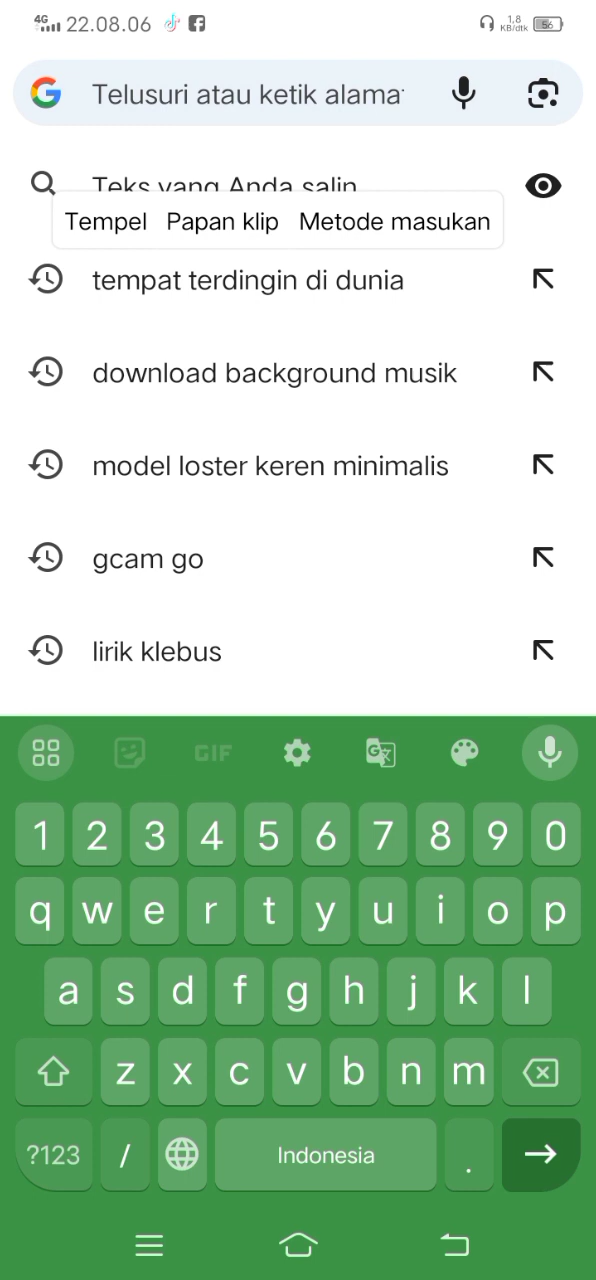 4G 22.08.06 1,8 KB/dtk 56
Telusuri atau ketik alama
Teks yang Anda salin
Tempel Papan klip Metode masukan
tempat terdingin di dunia
download background musik
model loster keren minimalis
gcam go
lirik klebus
GIF
1 2 3 4 5 6 7 8 9 0
q w e r t y u i o p
a s d f g h j k l
z x c v b n m
?123 / Indonesia .